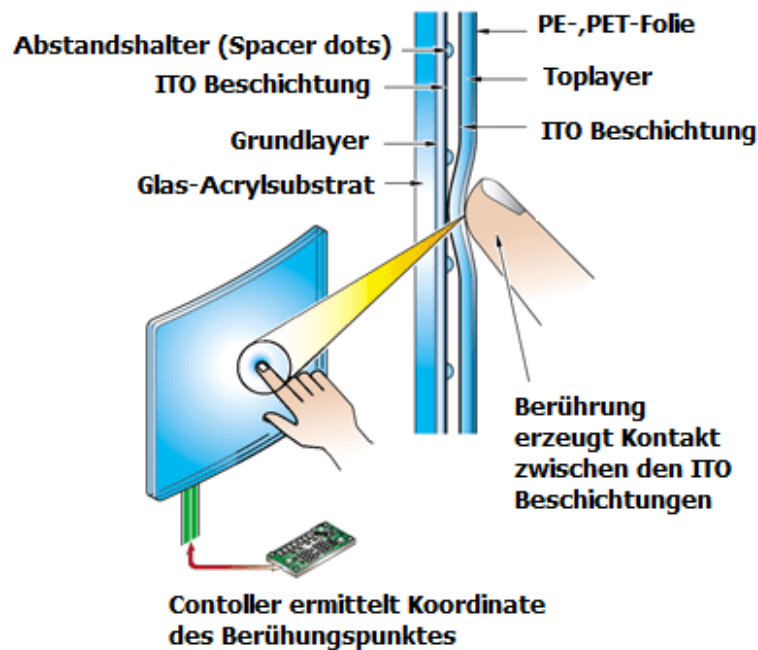 Abstandshalter (Spacer dots)
ITO Beschichtung
Grundlayer
Glas-Acrylsubstrat
PE-,PET-Folie
Toplayer
ITO Beschichtung
Berührung
erzeugt Kontakt
zwischen den ITO
Beschichtungen
Contoller ermittelt Koordinate
des Berühungspunktes